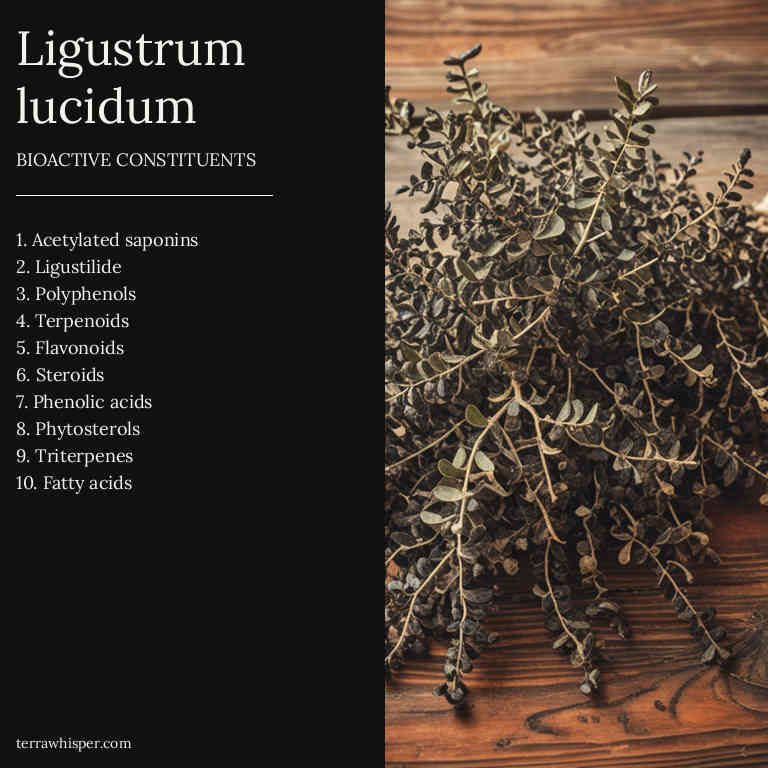 Ligustrum
lucidum
BIOACTIVE CONSTITUENTS
1. Acetylated saponins
2. Ligustilide
3. Polyphenols
4. Terpenoids
5. Flavonoids
6. Steroids
7. Phenolic acids
8. Phytosterols
9. Triterpenes
10. Fatty acids
terrawhisper.com